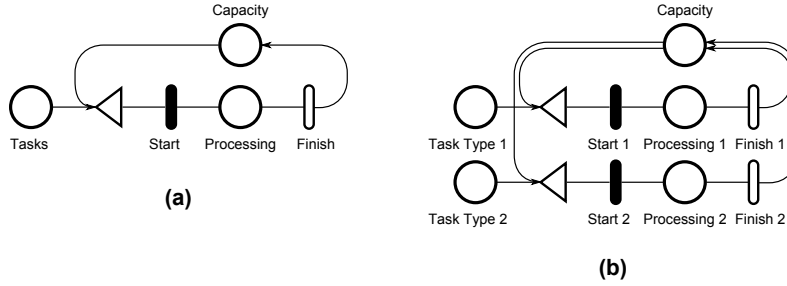 Capacity
Tasks
Start
Processing
Finish
(a)
Capacity
Task Type 1
Start 1
Processing 1
Finish 1
Task Type 2
Start 2
Processing 2
Finish 2
(b)